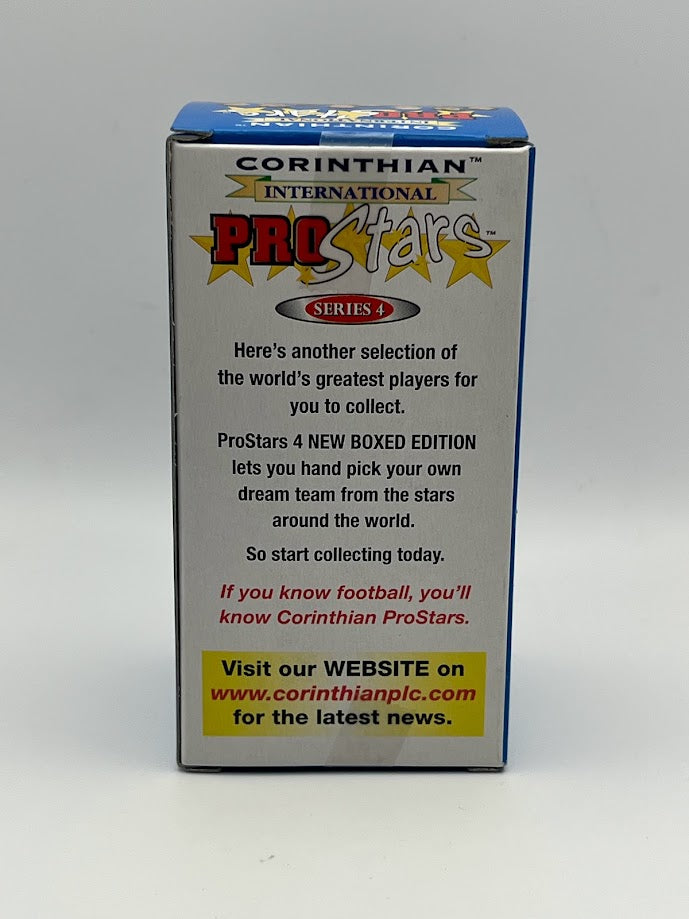 CORINTHIAN™
INTERNATIONAL
PROStars™
CORINTHIAN™
INTERNATIONAL
PROStars™
SERIES 4
Here's another selection of
the world's greatest players for
you to collect.
ProStars 4 NEW BOXED EDITION
lets you hand pick your own
dream team from the stars
around the world.
So start collecting today.
If you know football, you'll
know Corinthian ProStars.
Visit our WEBSITE on
www.corinthianplc.com
for the latest news.